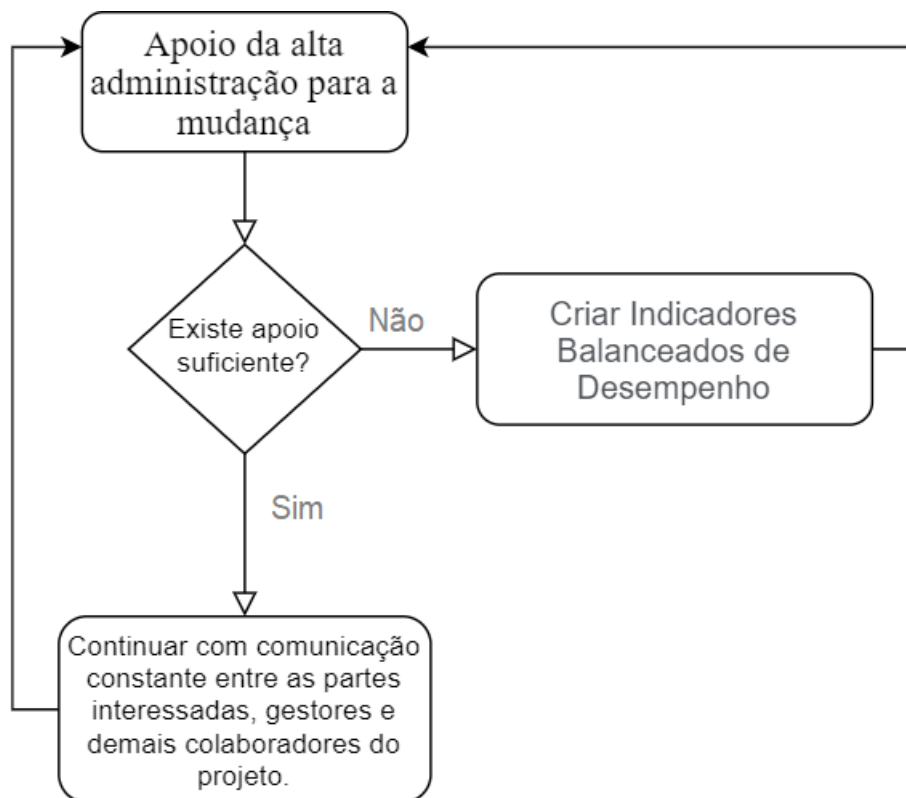 Apoio da alta
administração para a
mudança
Existe apoio
suficiente?
Não
Criar Indicadores
Balanceados de
Desempenho
Sim
Continuar com comunicação
constante entre as partes
interessadas, gestores e
demais colaboradores do
projeto.